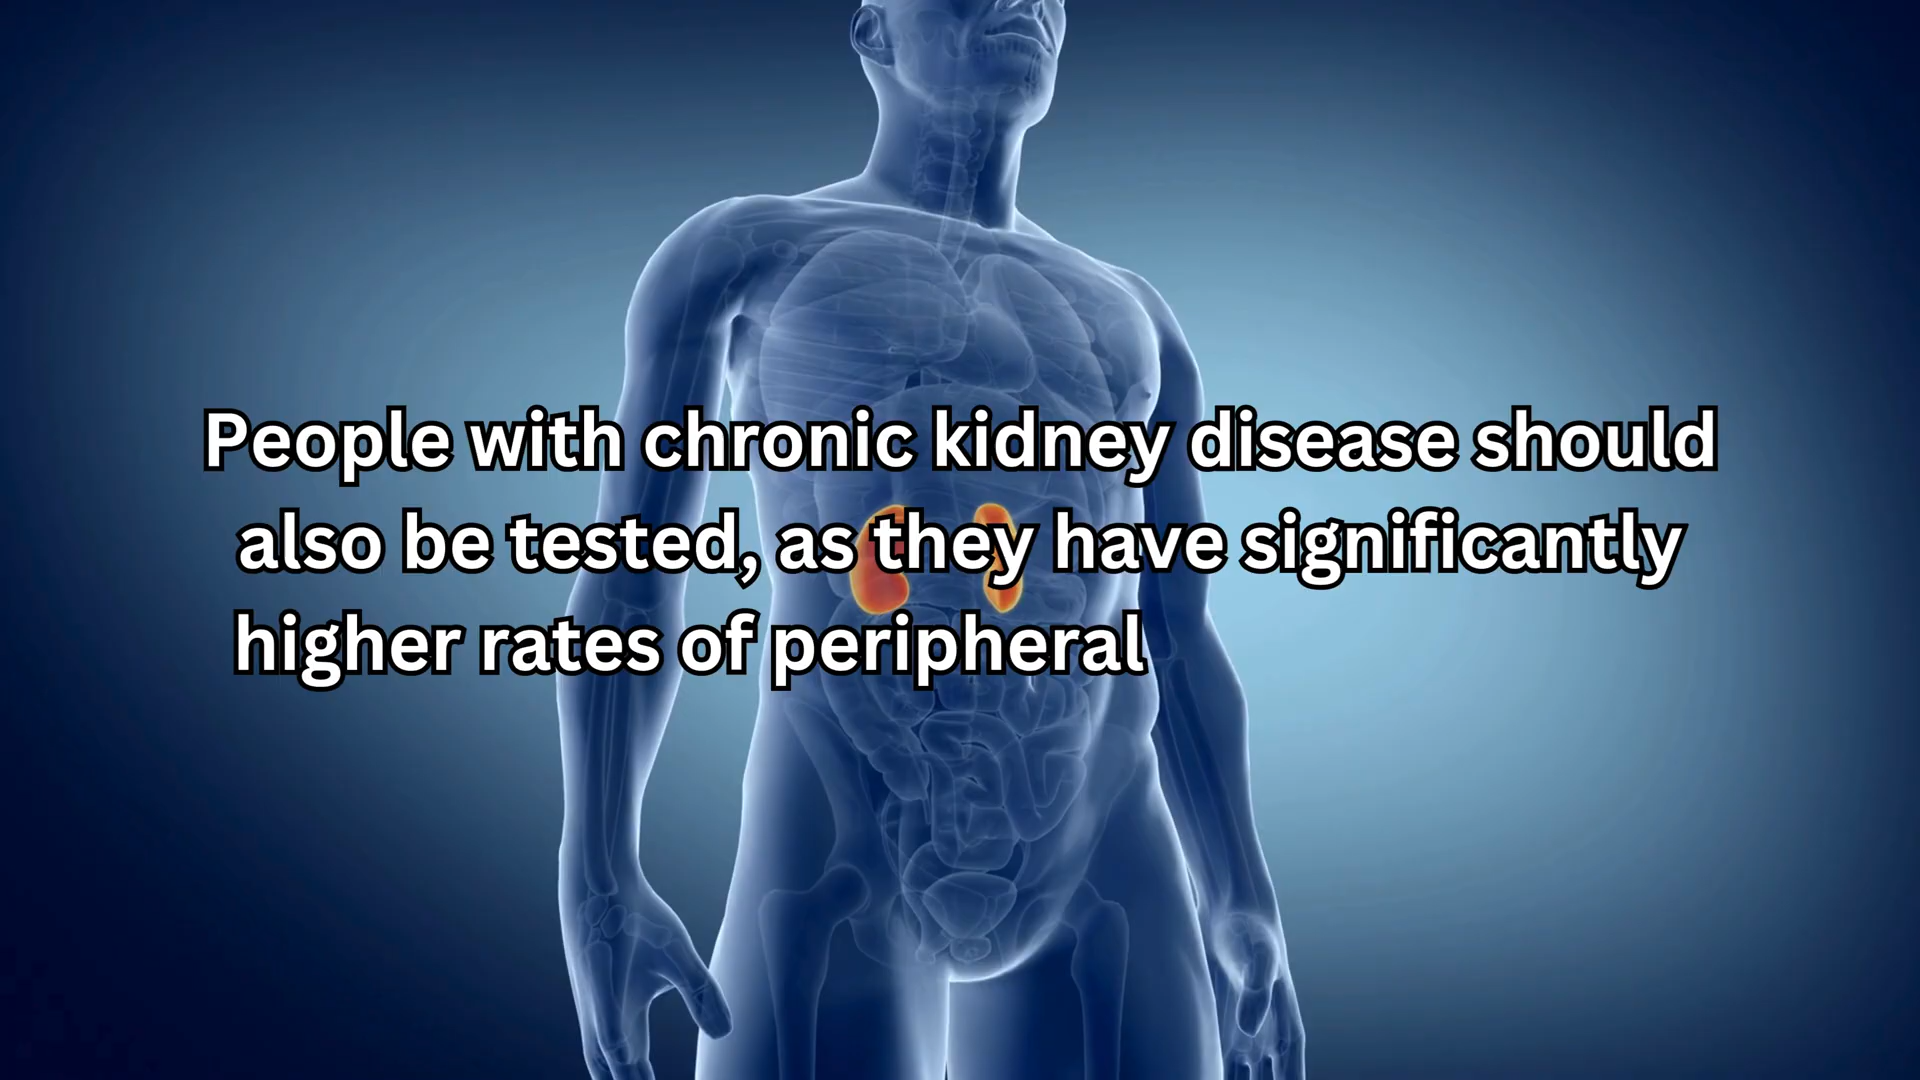 People with chronic kidney disease should
also be tested, as they have significantly
higher rates of peripheral